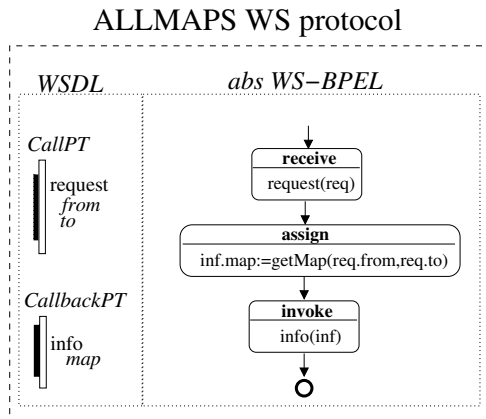 ALLMAPS WS protocol
WSDL
abs WS−BPEL
CallPT
request
from
to
CallbackPT
info
map
receive
request(req)
assign
inf.map:=getMap(req.from,req.to)
invoke
info(inf)